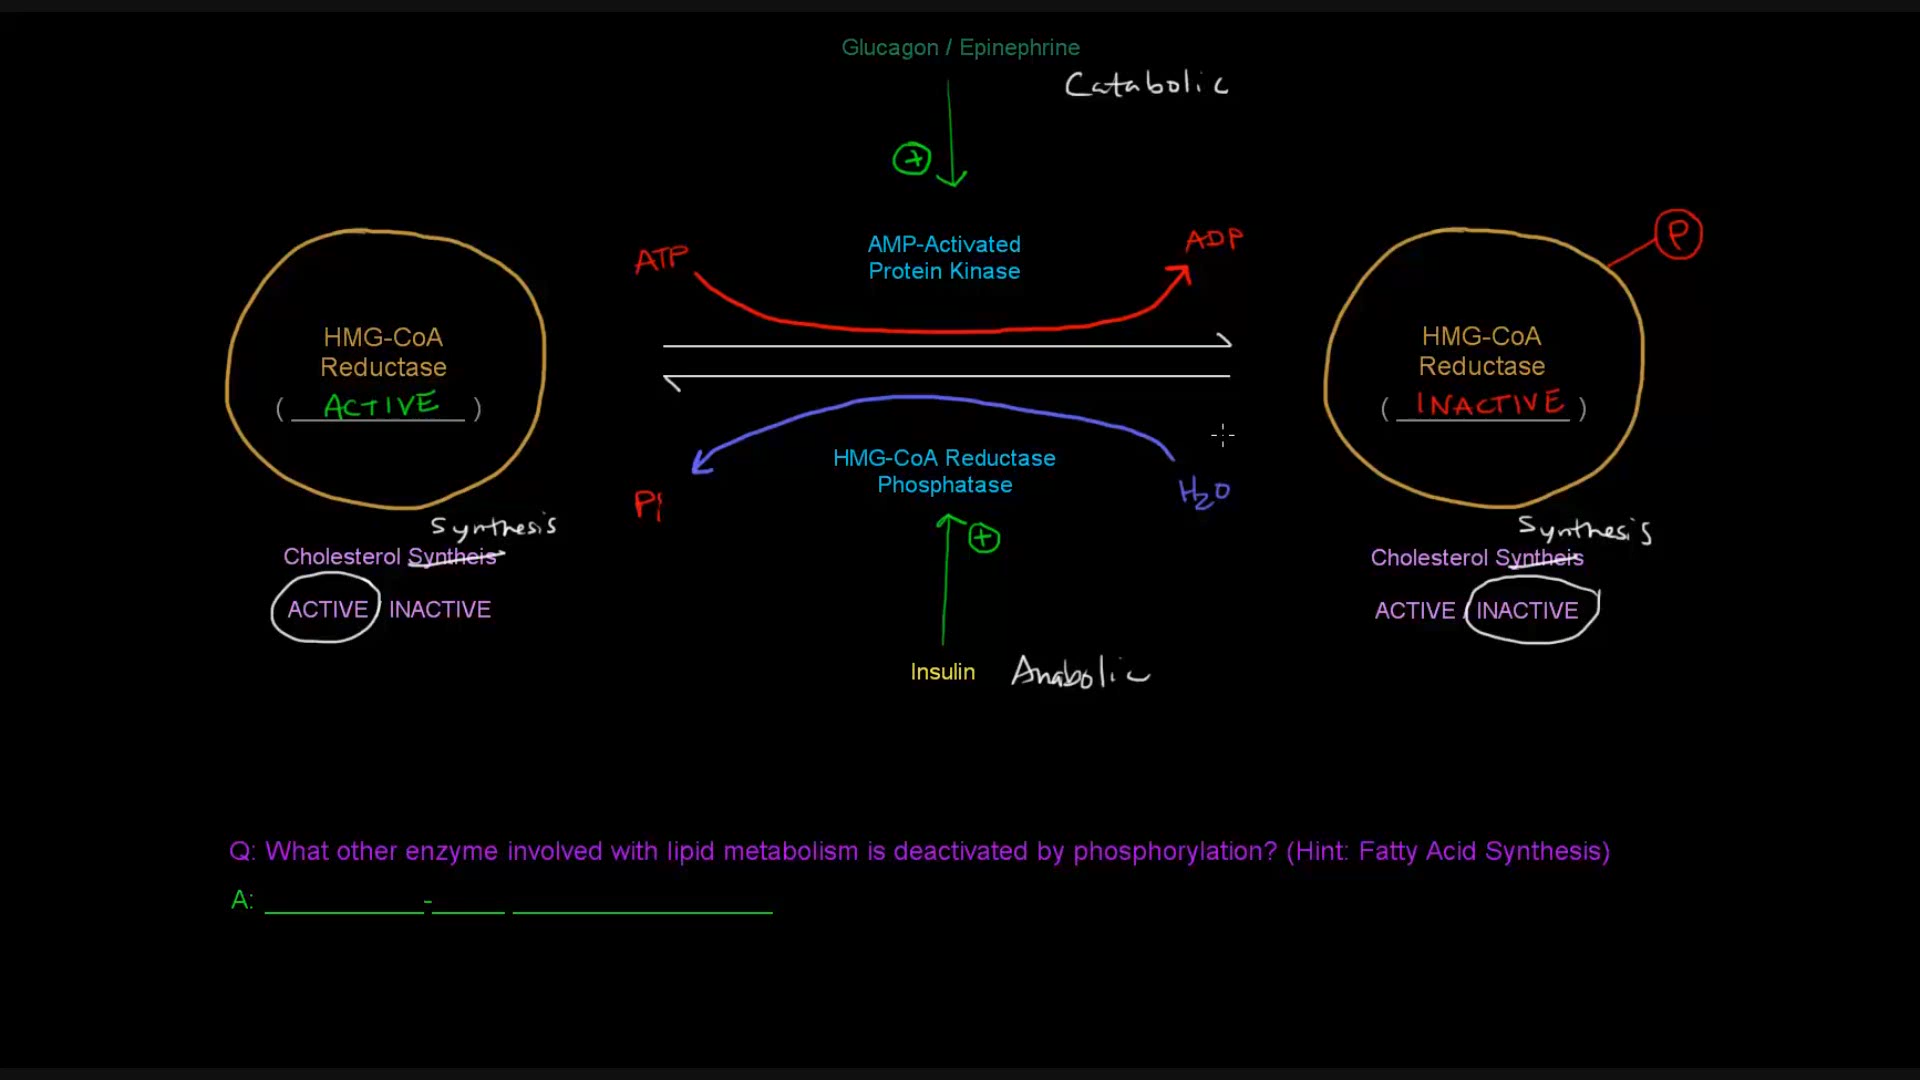 Glucagon / Epinephrine
Catabolic
+
ATP
AMP-Activated
Protein Kinase
ADP
P
HMG-CoA
Reductase
( ACTIVE )
HMG-CoA
Reductase
( INACTIVE )
HMG-CoA Reductase
Phosphatase
Pi
H2O
+
Synthesis
Cholesterol Syntheis
ACTIVE / INACTIVE
Synthesis
Cholesterol Syntheis
ACTIVE / INACTIVE
Insulin
Anabolic
Q: What other enzyme involved with lipid metabolism is deactivated by phosphorylation? (Hint: Fatty Acid Synthesis)
A: ___________-_____ __________________